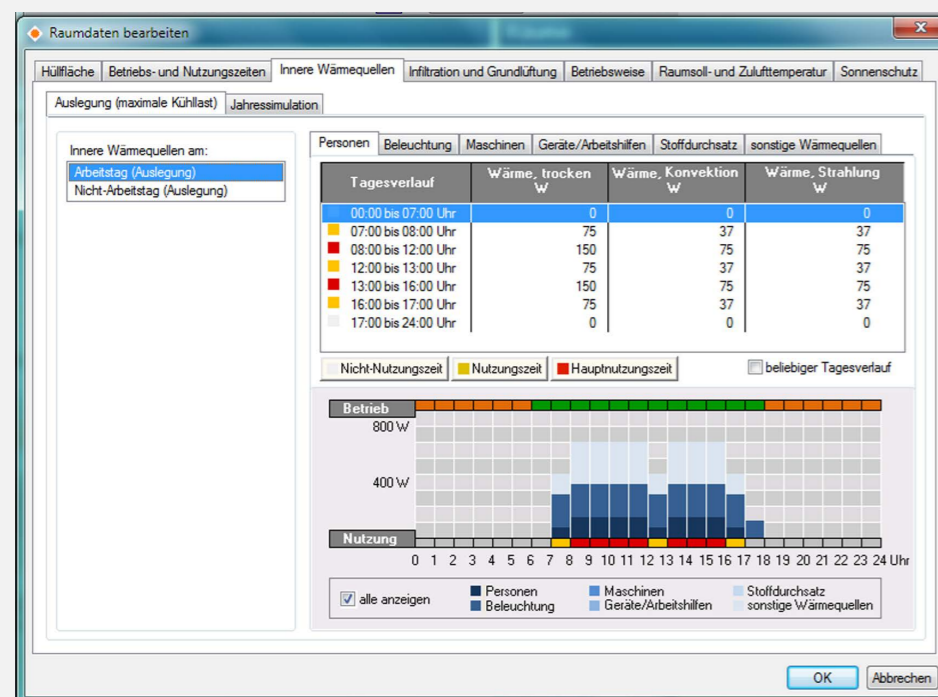 Raumdaten bearbeiten
Hüllfläche Betriebs- und Nutzungszeiten Innere Wärmequellen Infiltration und Grundlüftung Betriebsweise Raumsoll- und Zulufttemperatur Sonnenschutz
Auslegung (maximale Kühllast) Jahressimulation
Innere Wärmequellen am:
Arbeitstag (Auslegung)
Nicht-Arbeitstag (Auslegung)
Personen Beleuchtung Maschinen Geräte/Arbeitshilfen Stoffdurchsatz sonstige Wärmequellen
Tagesverlauf Wärme, trocken W Wärme, Konvektion W Wärme, Strahlung W
00:00 bis 07:00 Uhr 0 0 0
07:00 bis 08:00 Uhr 75 37 37
08:00 bis 12:00 Uhr 150 75 75
12:00 bis 13:00 Uhr 75 37 37
13:00 bis 16:00 Uhr 150 75 75
16:00 bis 17:00 Uhr 75 37 37
17:00 bis 24:00 Uhr 0 0 0
Nicht-Nutzungszeit Nutzungszeit Hauptnutzungszeit beliebiger Tagesverlauf
Betrieb
800 W
400 W
Nutzung
0 1 2 3 4 5 6 7 8 9 10 11 12 13 14 15 16 17 18 19 20 21 22 23 24 Uhr
alle anzeigen
Personen Maschinen Stoffdurchsatz
Beleuchtung Geräte/Arbeitshilfen sonstige Wärmequellen
OK Abbrechen